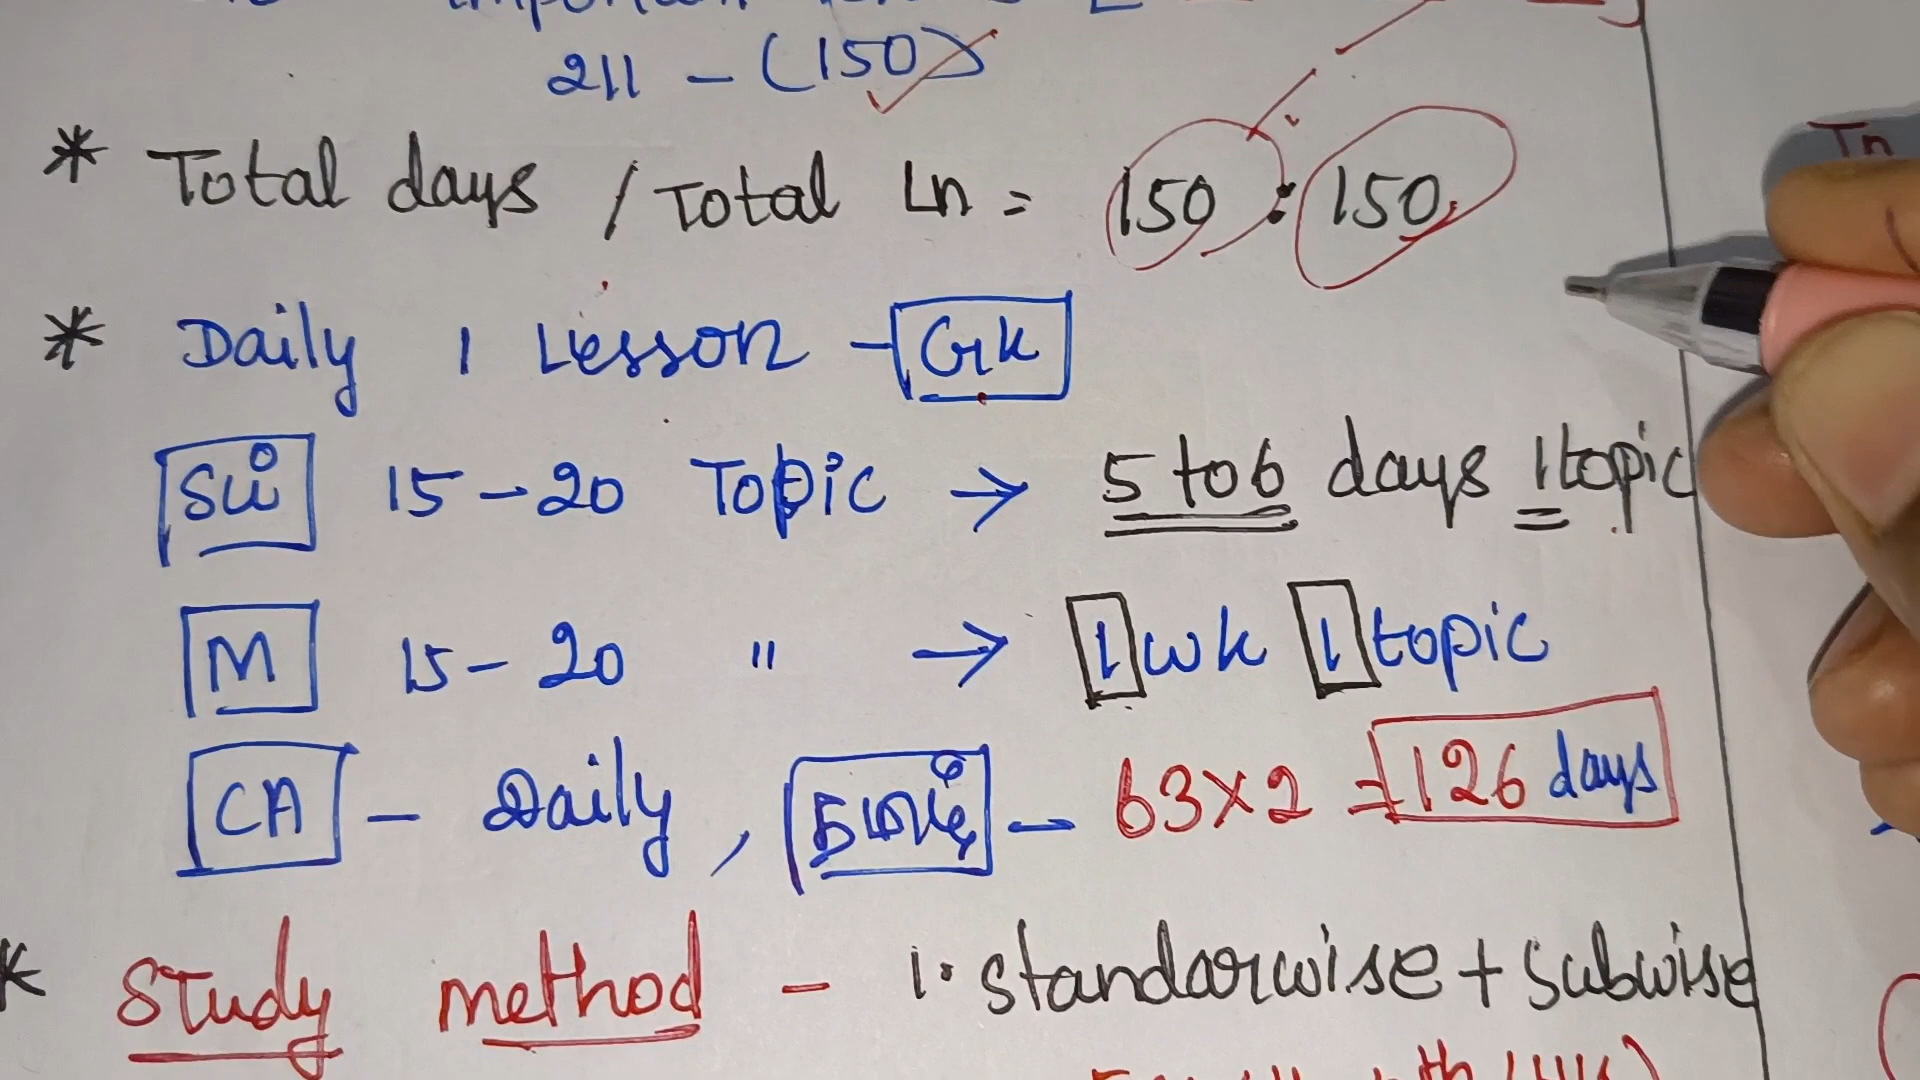 211 - (150)
* Total days / Total Ln = 150 : 150
* Daily 1 Lesson - GK
15-20 Topic → 5 to 6 days 1 topic
M 15-20 " → 1 wk 1 topic
CA - Daily, தமிழ் - 63×2 = 126 days
* Study method - 1. standarwise + Subwise